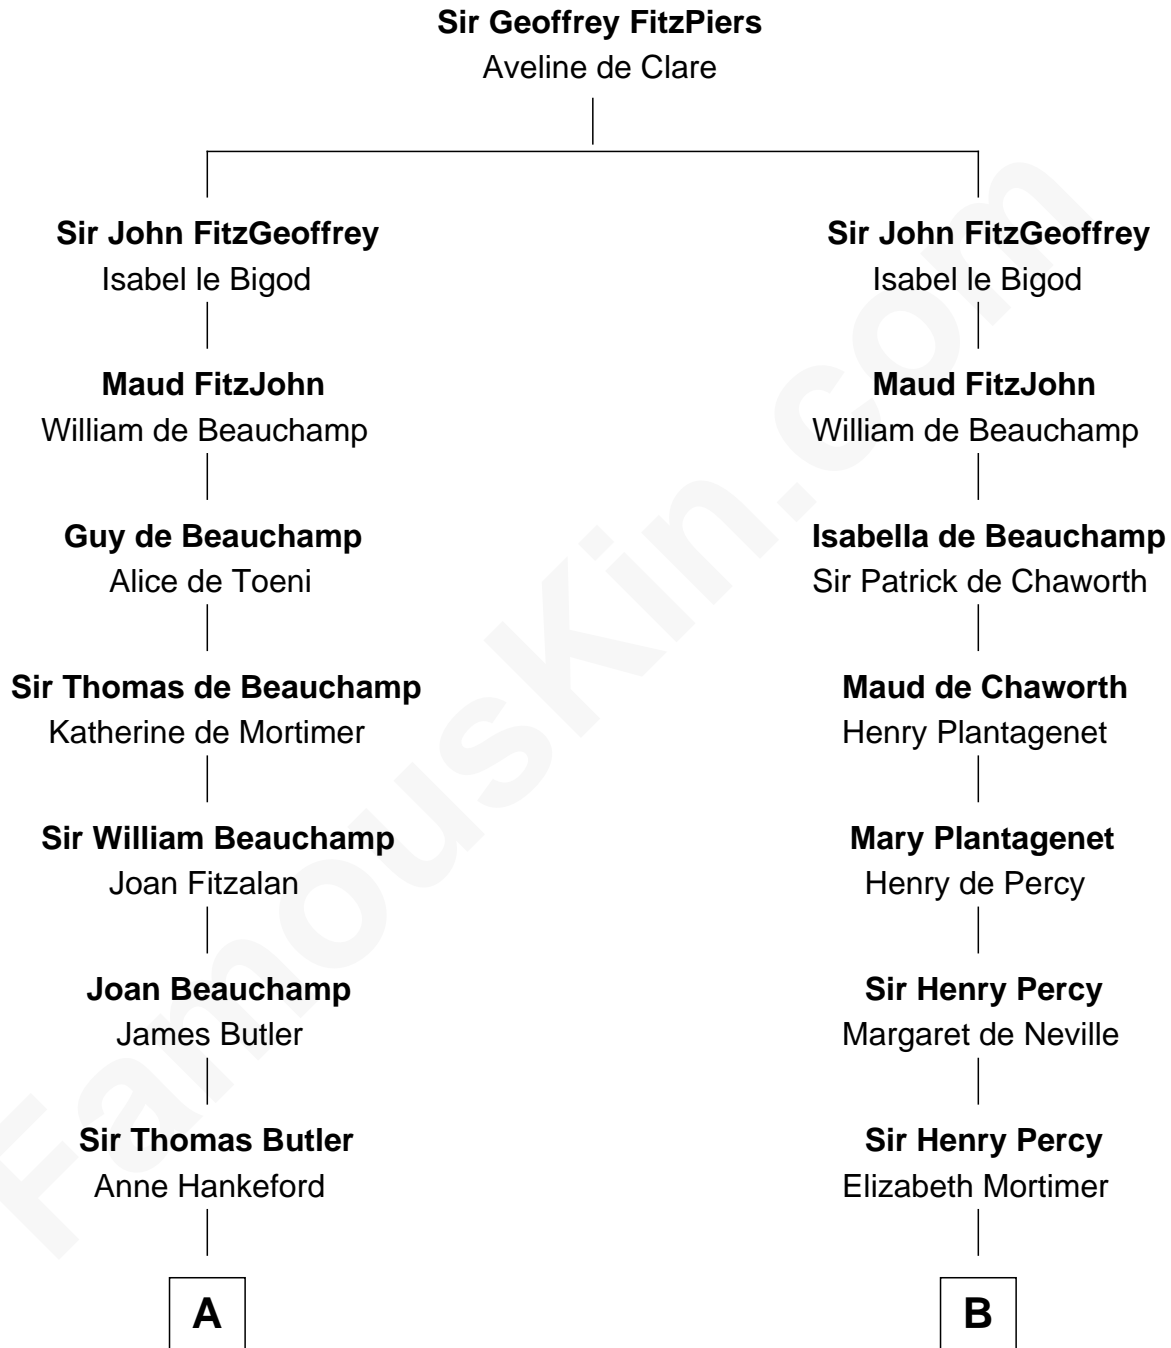 Sir Geoffrey FitzPiers
Aveline de Clare
Sir John FitzGeoffrey
Isabel le Bigod
Maud FitzJohn
William de Beauchamp
Guy de Beauchamp
Alice de Toeni
Sir Thomas de Beauchamp
Katherine de Mortimer
Sir William Beauchamp
Joan Fitzalan
Joan Beauchamp
James Butler
Sir Thomas Butler
Anne Hankeford
A
Sir John FitzGeoffrey
Isabel le Bigod
Maud FitzJohn
William de Beauchamp
Isabella de Beauchamp
Sir Patrick de Chaworth
Maud de Chaworth
Henry Plantagenet
Mary Plantagenet
Henry de Percy
Sir Henry Percy
Margaret de Neville
Sir Henry Percy
Elizabeth Mortimer
B
FamousKin.com